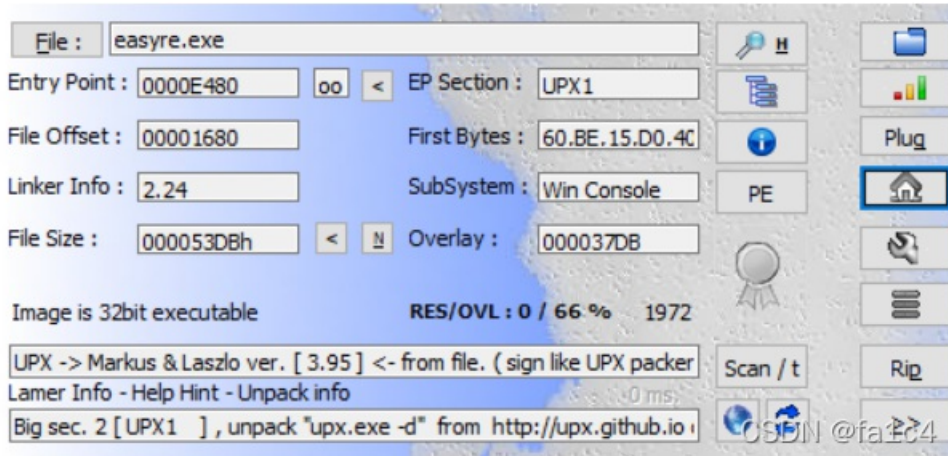 File : easyre.exe H
Entry Point : 0000E480 oo < EP Section : UPX1
File Offset : 00001680 First Bytes : 60.BE.15.D0.4C Plug
Linker Info : 2.24 SubSystem : Win Console PE
File Size : 000053DBh < N Overlay : 000037DB
Image is 32bit executable RES/OVL : 0 / 66 % 1972
UPX -> Markus & Laszlo ver. [ 3.95 ] <- from file. ( sign like UPX packer Scan / t Rip
Lamer Info - Help Hint - Unpack info 0 ms.
Big sec. 2 [ UPX1 ] , unpack "upx.exe -d" from http://upx.github.io >>
CSDN @fa1c4